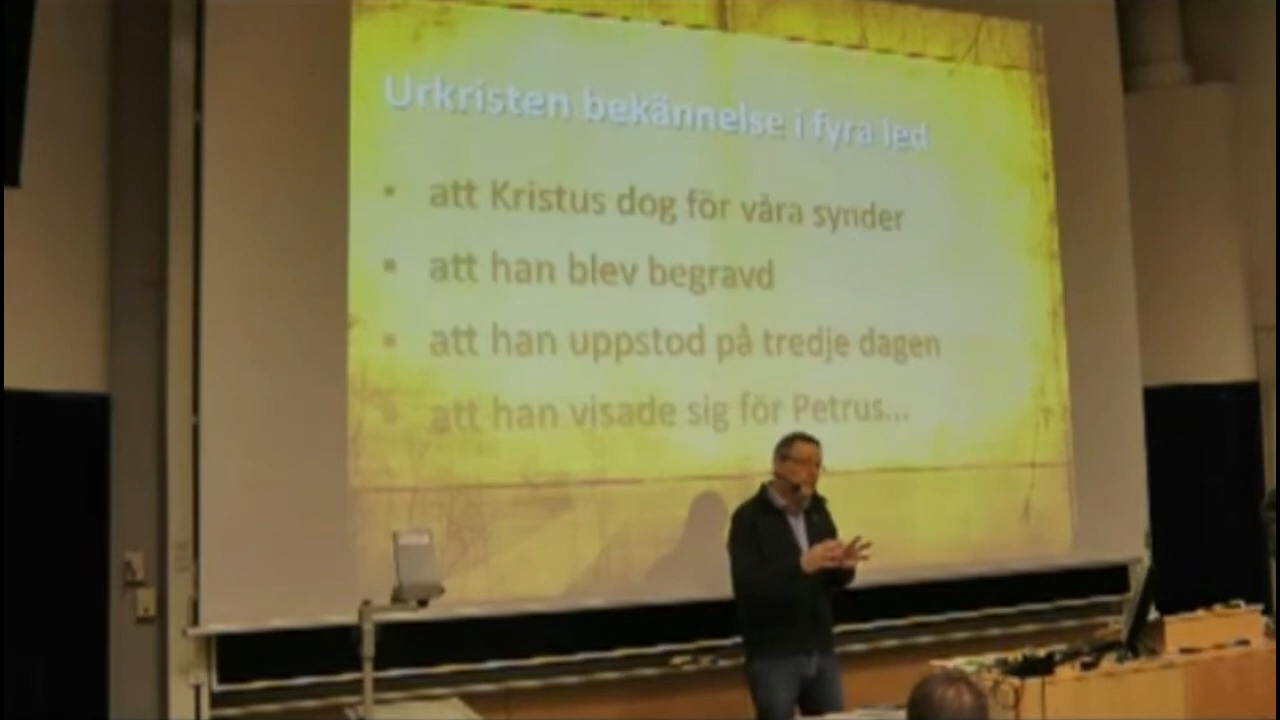 Urkristen bekännelse i fyra led
▪ att Kristus dog för våra synder
▪ att han blev begravd
▪ att han uppstod på tredje dagen
▪ att han visade sig för Petrus...